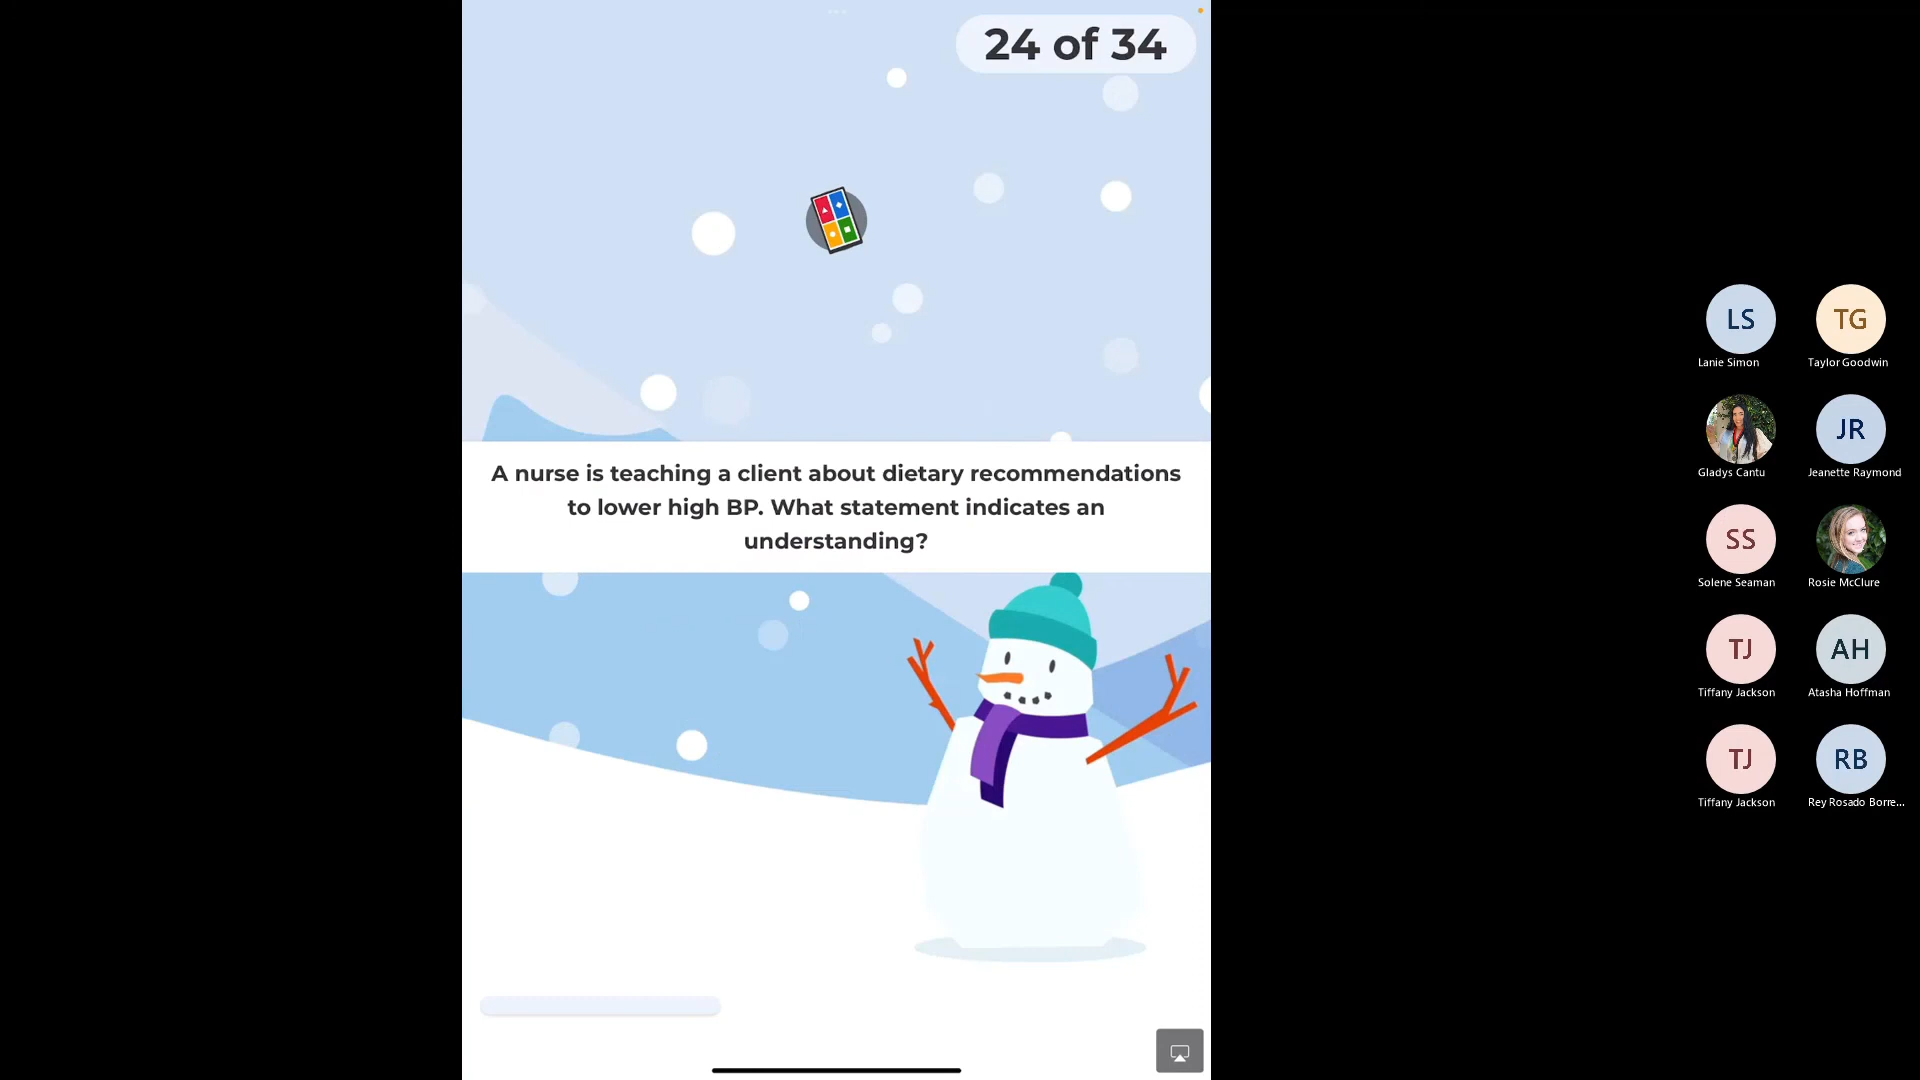 24 of 34
A nurse is teaching a client about dietary recommendations
to lower high BP. What statement indicates an
understanding?
LS
TG
Lanie Simon
Taylor Goodwin
JR
Gladys Cantu
Jeanette Raymond
SS
Solene Seaman
Rosie McClure
TJ
AH
Tiffany Jackson
Atasha Hoffman
TJ
RB
Tiffany Jackson
Rey Rosado Borre...